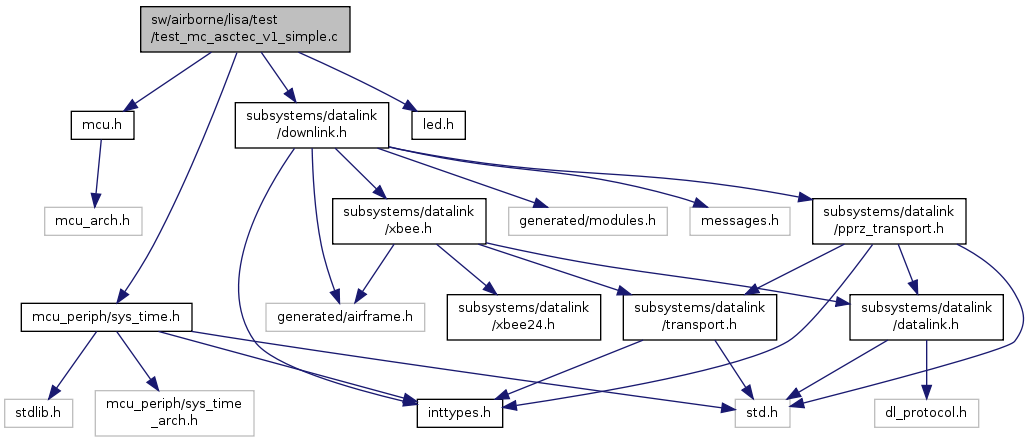 sw/airborne/lisa/test
/test_mc_asctec_v1_simple.c
mcu.h
subsystems/datalink
/downlink.h
led.h
mcu_arch.h
subsystems/datalink
/xbee.h
generated/modules.h
messages.h
subsystems/datalink
/pprz_transport.h
mcu_periph/sys_time.h
generated/airframe.h
subsystems/datalink
/xbee24.h
subsystems/datalink
/transport.h
subsystems/datalink
/datalink.h
stdlib.h
mcu_periph/sys_time
_arch.h
inttypes.h
std.h
dl_protocol.h